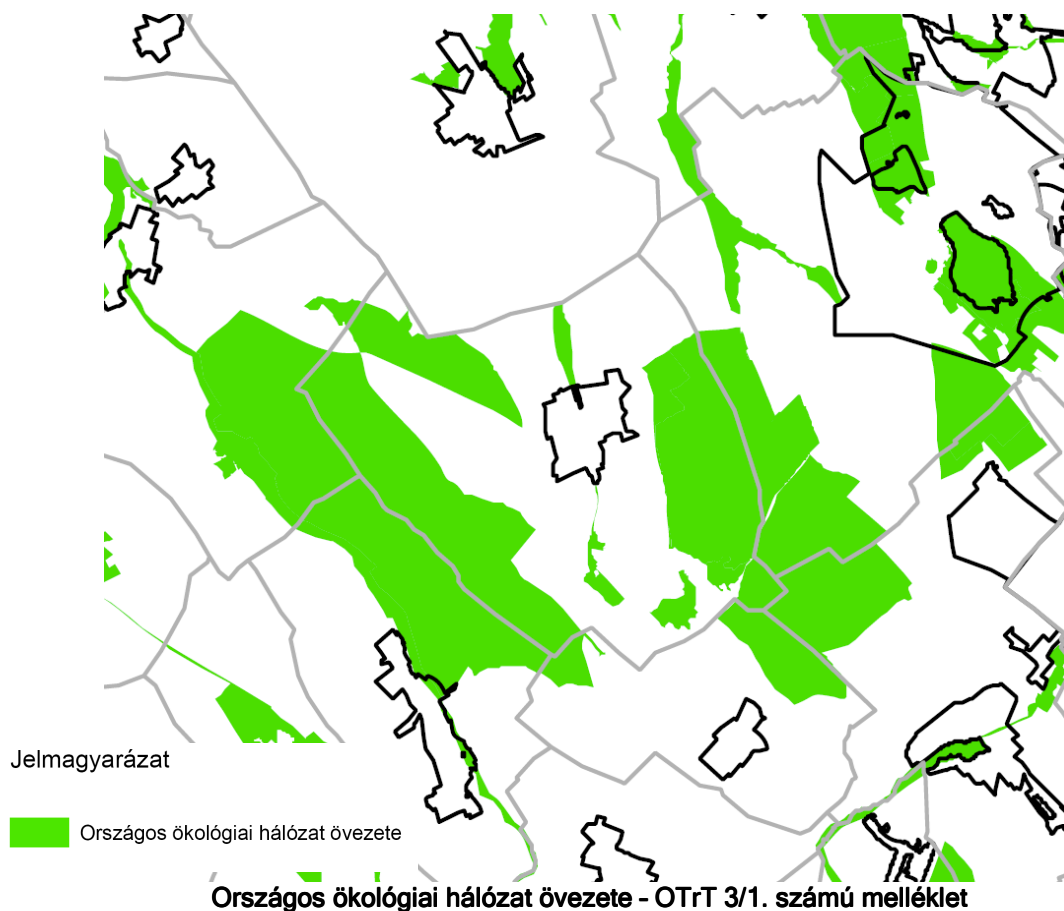 Jelmagyarázat
Országos ökológiai hálózat övezete
Országos ökológiai hálózat övezete - OTrT 3/1. számú melléklet